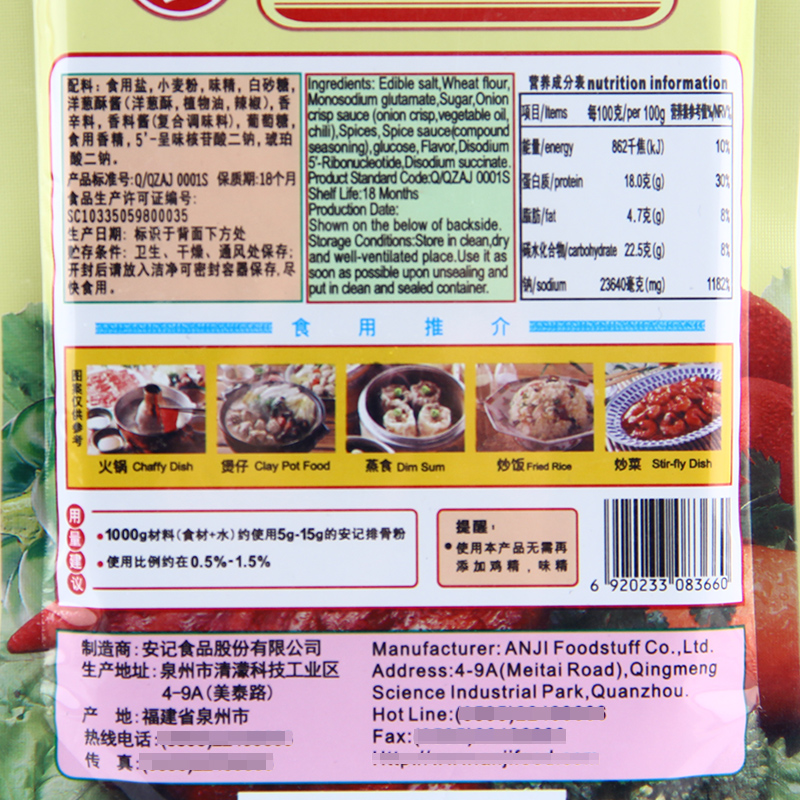 配料：食用盐,小麦粉,味精,白砂糖,
洋葱酥酱(洋葱酥,植物油,辣椒),香
辛料,香料酱(复合调味料),葡萄糖,
食用香精,5'-呈味核苷酸二钠,琥珀
酸二钠.
产品标准号:Q/QZAJ 0001S 保质期:18个月
食品生产许可证编号:
SC10335059800035
生产日期：标识于背面下方处
贮存条件：卫生、干燥、通风处保存;
开封后请放入洁净可密封容器保存,尽
快食用.
Ingredients: Edible salt,Wheat flour,
Monosodium glutamate,Sugar,Onion
crisp sauce (onion crisp,vegetable oil,
chili),Spices,Spice sauce(compound
seasoning),glucose, Flavor,Disodium
5'-Ribonucleotide,Disodium succinate.
Product Standard Code:Q/QZAJ 0001S
Shelf Life:18 Months
Production Date:
Shown on the below of backside.
Storage Conditions:Store in clean,dry
and well-ventilated place.Use it as
soon as possible upon unsealing and
put in clean and sealed container.
营养成分表 nutrition information
项目/Items 每100克/per 100g 营养素参考值%/NRV%
能量/energy 862千焦(kJ) 10%
蛋白质/protein 18.0克(g) 30%
脂肪/fat 4.7克(g) 8%
碳水化合物/carbohydrate 22.5克(g) 8%
钠/sodium 23640毫克(mg) 1182%
食用推介
图案仅供参考
火锅 Chaffy Dish
煲仔 Clay Pot Food
蒸食 Dim Sum
炒饭 Fried Rice
炒菜 Stir-fly Dish
用量建议
•1000g材料(食材+水)约使用5g-15g的安记排骨粉
•使用比例约在0.5%-1.5%
提醒：
•使用本产品无需再
添加鸡精，味精
6 920233 083660
制造商:安记食品股份有限公司
生产地址:泉州市清濛科技工业区
4-9A(美泰路)
产 地:福建省泉州市
热线电话:
传 真:
Manufacturer: ANJI Foodstuff Co.,Ltd.
Address:4-9A(Meitai Road),Qingmeng
Science Industrial Park,Quanzhou.
Hot Line:
Fax: